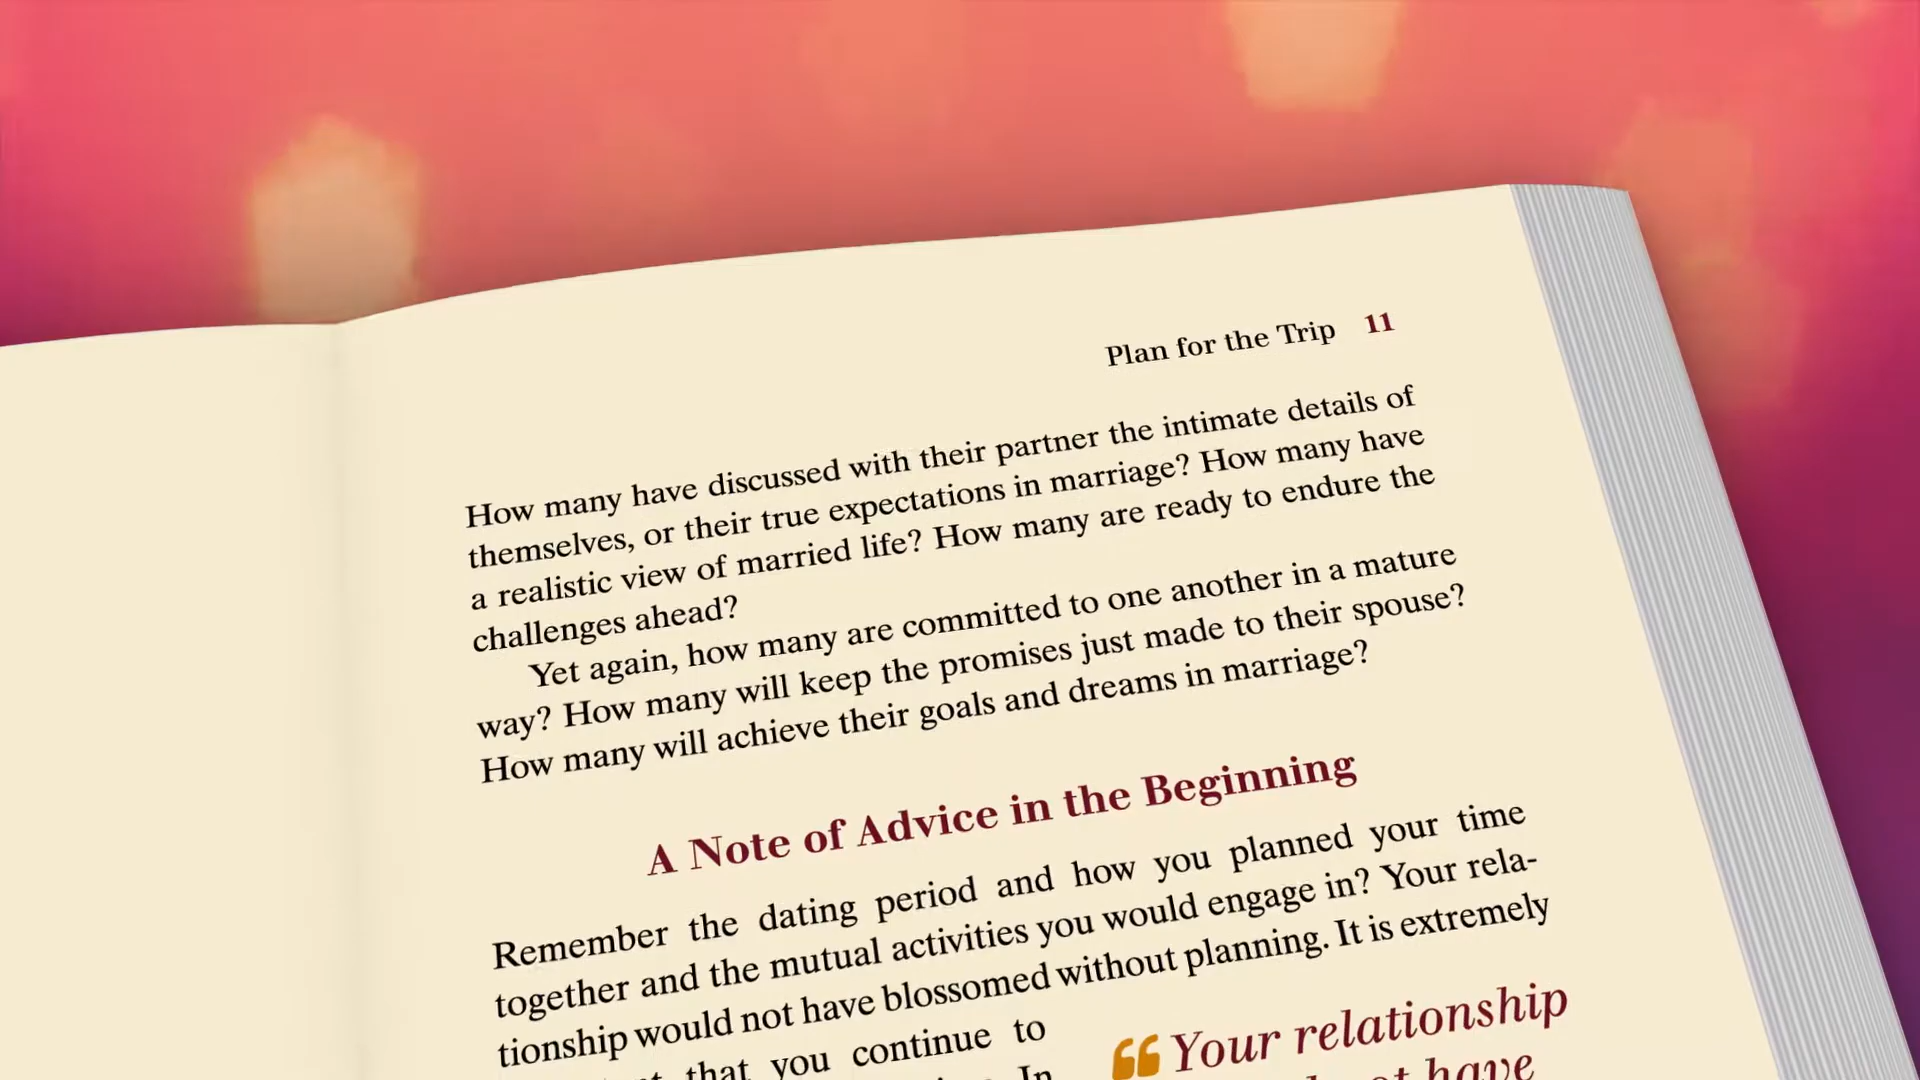 Plan for the Trip 11
How many have discussed with their partner the intimate details of
themselves, or their true expectations in marriage? How many have
a realistic view of married life? How many are ready to endure the
challenges ahead?
Yet again, how many are committed to one another in a mature
way? How many will keep the promises just made to their spouse?
How many will achieve their goals and dreams in marriage?
A Note of Advice in the Beginning
Remember the dating period and how you planned your time
together and the mutual activities you would engage in? Your rela-
tionship would not have blossomed without planning. It is extremely
that you continue to
In
“ Your relationship
have